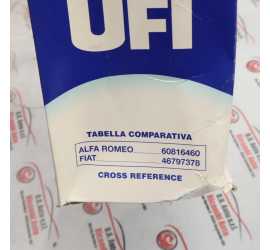 UFI
TABELLA COMPARATIVA
ALFA ROMEO 60816460
FIAT 46797378
CROSS REFERENCE